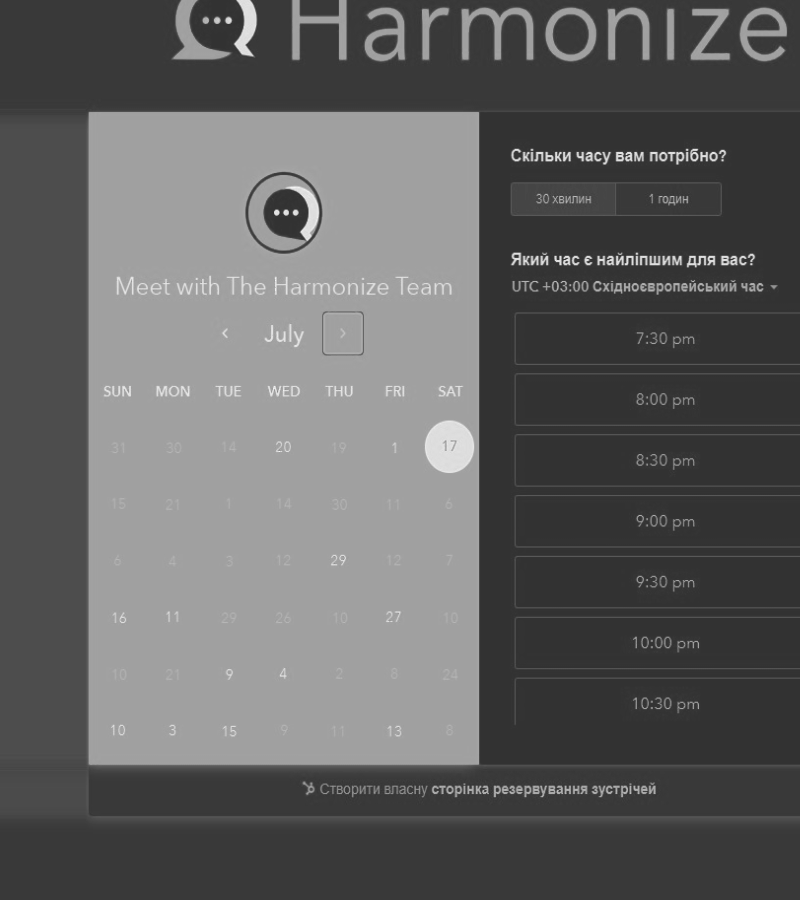 Harmonize
Meet with The Harmonize Team
July
SUN MON TUE WED THU FRI SAT
31 30 14 20 19 1 17
15 21 1 14 30 11 6
6 4 3 12 29 12 7
16 11 29 26 10 27 10
10 21 9 4 2 8 24
10 3 15 9 11 13 8
Скільки часу вам потрібно?
30 хвилин 1 годин
Який час є найліпшим для вас?
UTC +03:00 Східноєвропейський час
7:30 pm
8:00 pm
8:30 pm
9:00 pm
9:30 pm
10:00 pm
10:30 pm
Створити власну сторінка резервування зустрічей